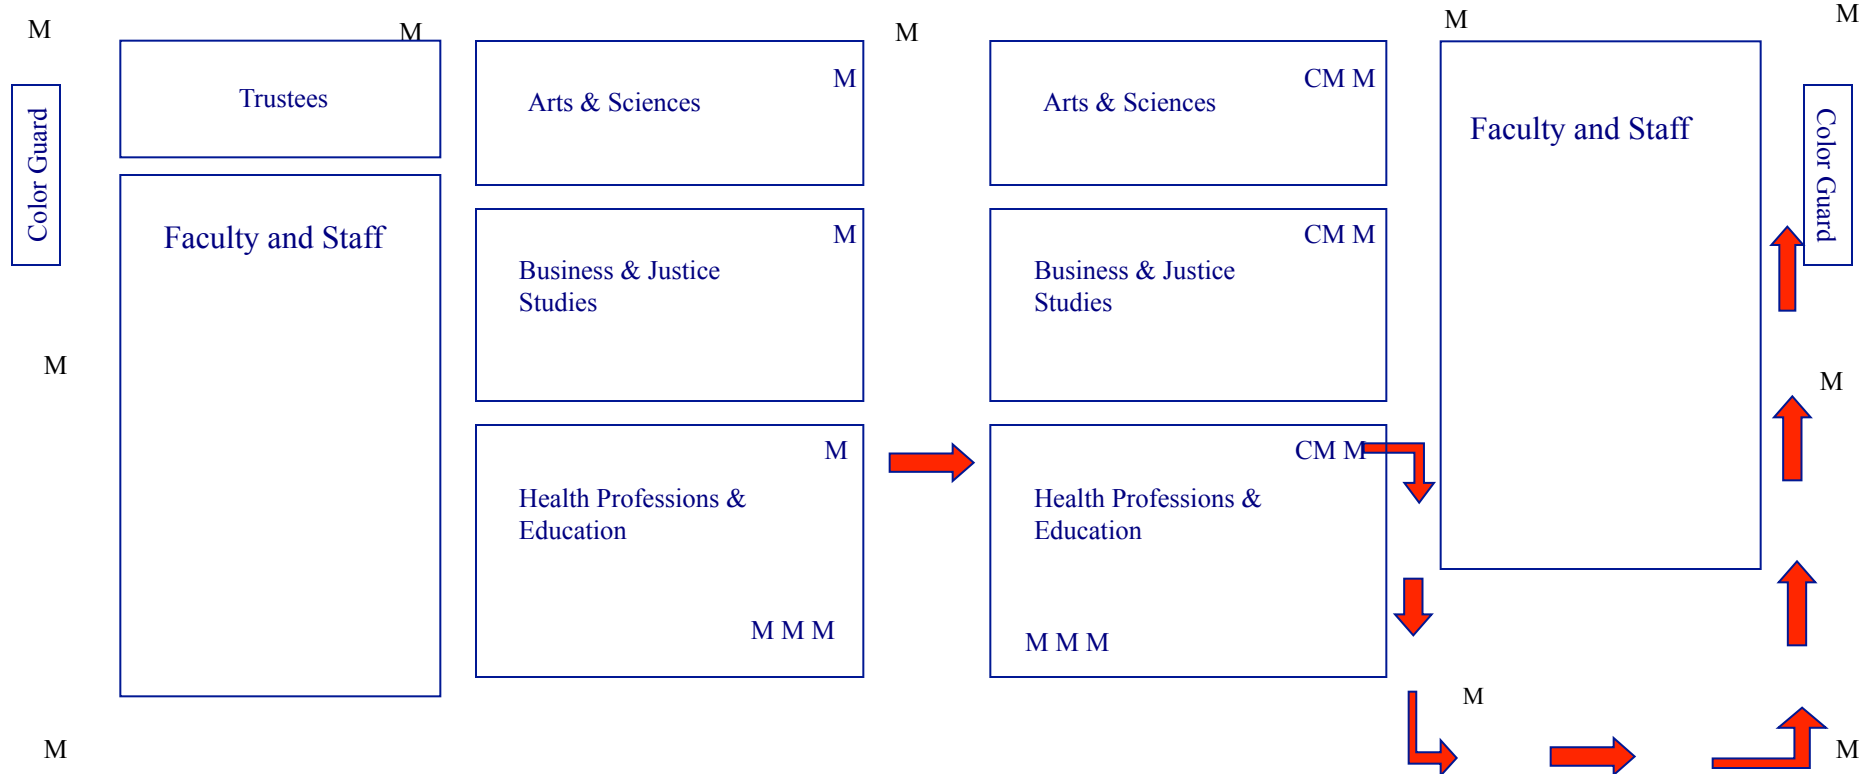 M
M
M
M
M
Color Guard
Trustees
Faculty and Staff
M
M
M
Arts & Sciences
M
Business & Justice
Studies
M
Health Professions &
Education
M M M
CM M
Arts & Sciences
CM M
Business & Justice
Studies
CM M
Health Professions &
Education
M M M
Faculty and Staff
Color Guard
M
M
M